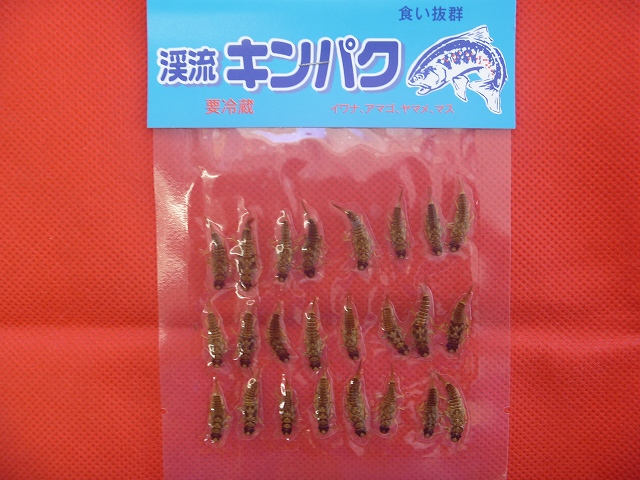 食い抜群
渓流 キンパク
要冷蔵
イワナ、アマゴ、ヤマメ、マス